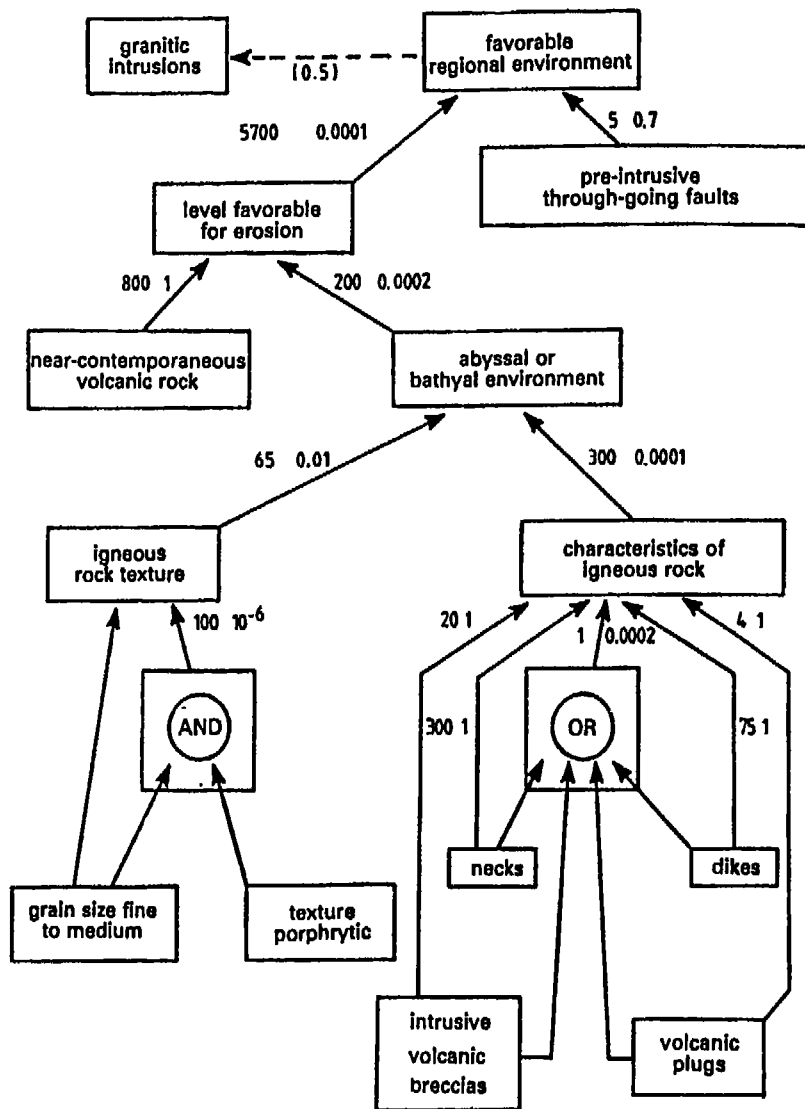 granitic
intrusions
favorable
regional environment
(0.5)
5700 0.0001
5 0.7
level favorable
for erosion
pre-intrusive
through-going faults
800 1
200 0.0002
near-contemporaneous
volcanic rock
abyssal or
bathyal environment
65 0.01
300 0.0001
igneous
rock texture
characteristics of
igneous rock
100 10⁻⁶
20 1
1 0.0002
4 1
AND
300 1
OR
75 1
necks
dikes
grain size fine
to medium
texture
porphrytic
intrusive
volcanic
breccias
volcanic
plugs